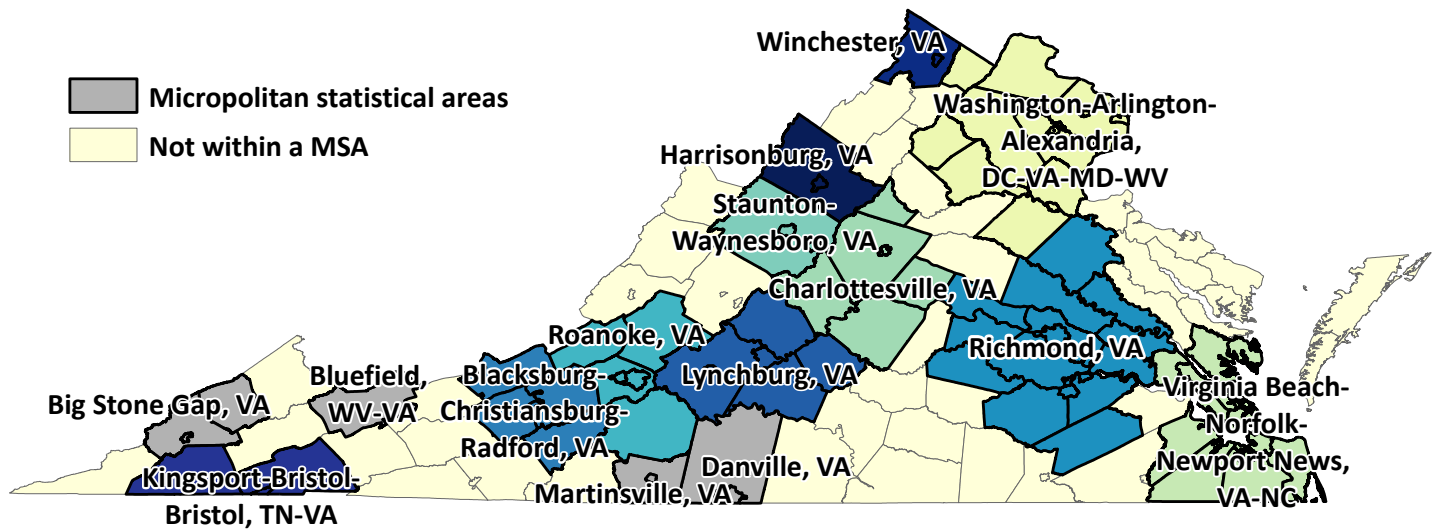 Winchester, VA
Micropolitan statistical areas
Not within a MSA
Washington-Arlington-
Alexandria,
DC-VA-MD-WV
Harrisonburg, VA
Staunton-
Waynesboro, VA
Charlottesville, VA
Roanoke, VA
Richmond, VA
Lynchburg, VA
Blacksburg-
Christiansburg-
Radford, VA
Bluefield,
WV-VA
Big Stone Gap, VA
Virginia Beach-
Norfolk-
Newport News,
VA-NC
Danville, VA
Martinsville, VA
Kingsport-Bristol-
Bristol, TN-VA